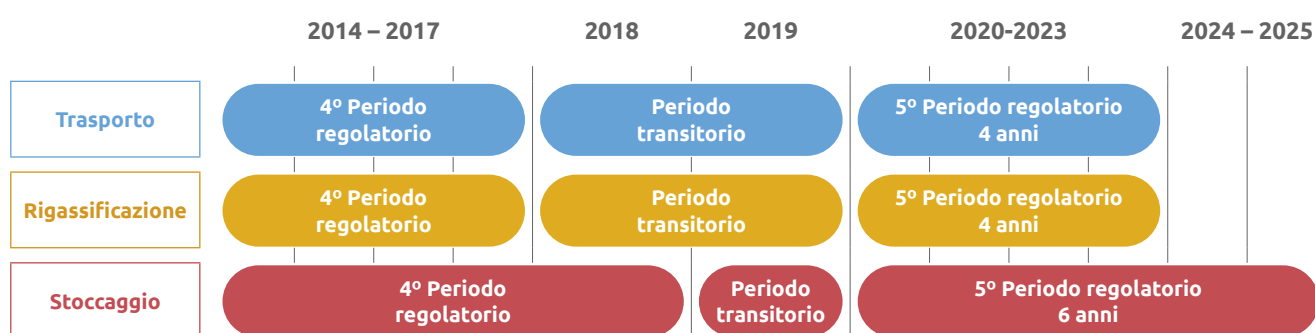 2014 – 2017 2018 2019 2020-2023 2024 – 2025
Trasporto
4º Periodo
regolatorio
Periodo
transitorio
5º Periodo regolatorio
4 anni
Rigassificazione
4º Periodo
regolatorio
Periodo
transitorio
5º Periodo regolatorio
4 anni
Stoccaggio
4º Periodo
regolatorio
Periodo
transitorio
5º Periodo regolatorio
6 anni